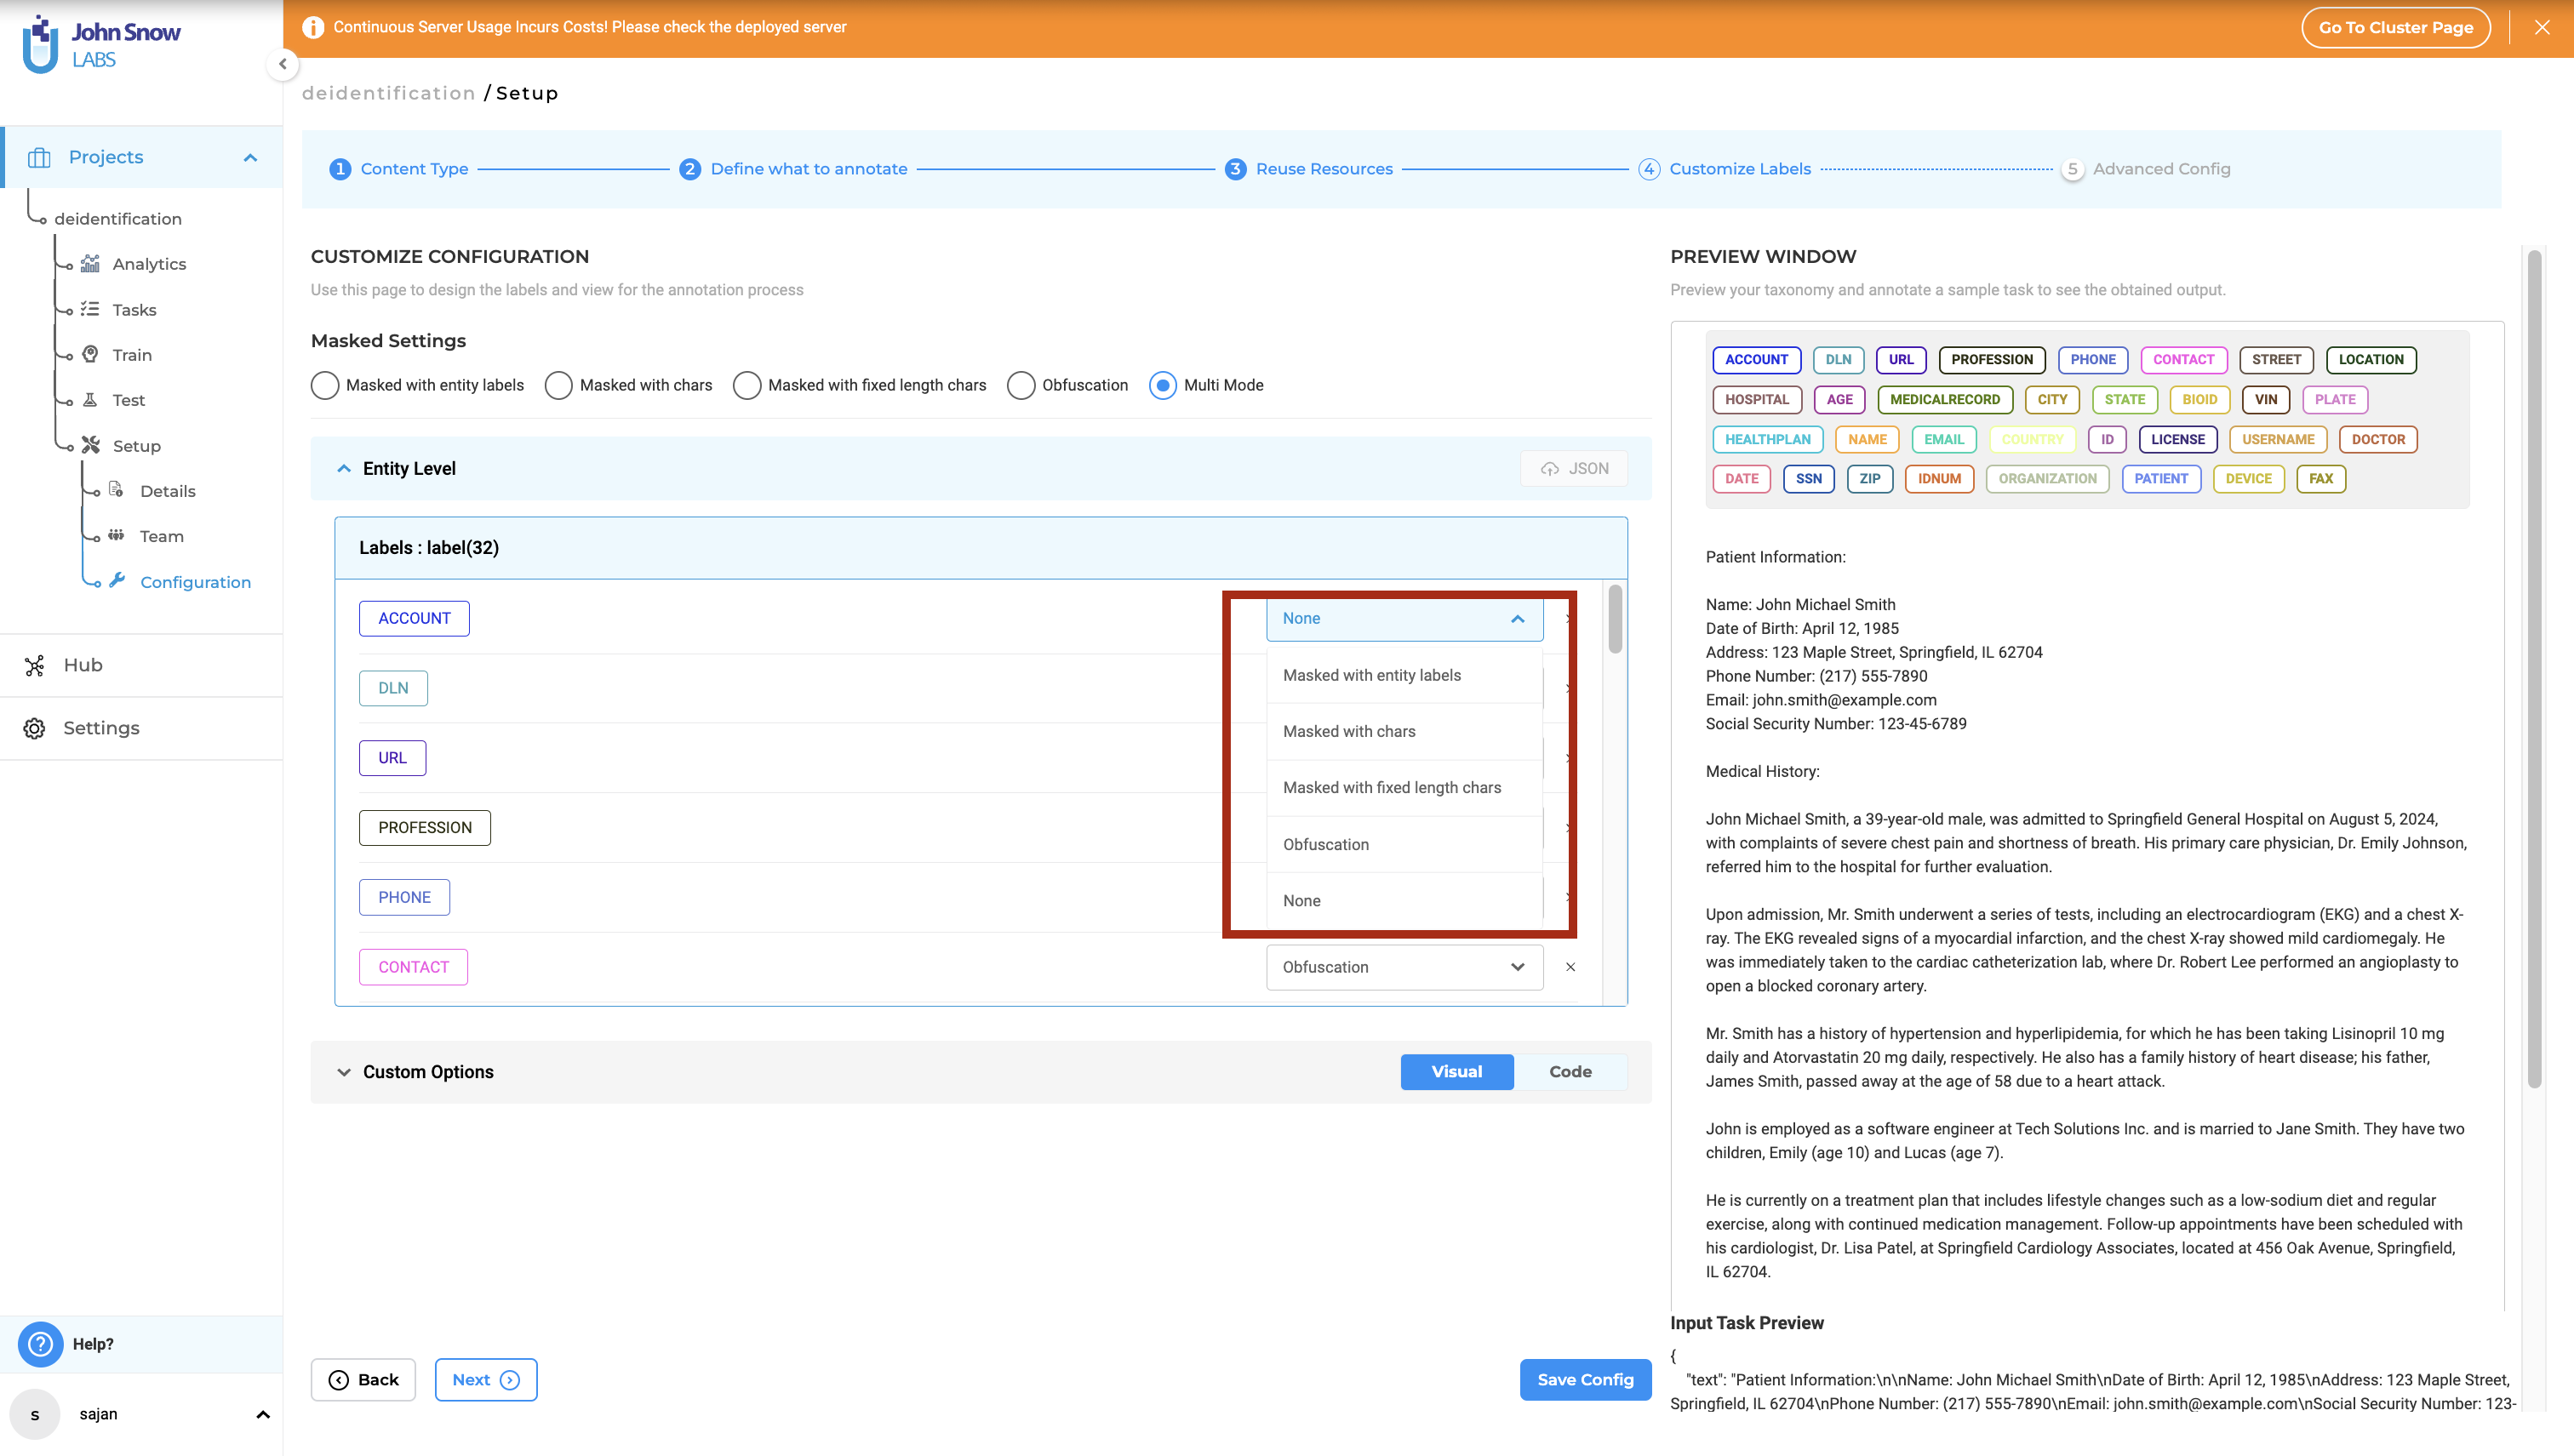 John Snow
LABS
Continuous Server Usage Incurs Costs! Please check the deployed server
Go To Cluster Page
deidentification / Setup
Projects
deidentification
Analytics
Tasks
Train
Test
Setup
Details
Team
Configuration
Hub
Settings
Help?
s
sajan
1 Content Type
2 Define what to annotate
3 Reuse Resources
4 Customize Labels
5 Advanced Config
CUSTOMIZE CONFIGURATION
Use this page to design the labels and view for the annotation process
Masked Settings
Masked with entity labels
Masked with chars
Masked with fixed length chars
Obfuscation
Multi Mode
Entity Level
JSON
Labels : label(32)
ACCOUNT
None
DLN
URL
PROFESSION
PHONE
CONTACT
Masked with entity labels
Masked with chars
Masked with fixed length chars
Obfuscation
None
Obfuscation
Custom Options
Visual
Code
Back
Next
Save Config
PREVIEW WINDOW
Preview your taxonomy and annotate a sample task to see the obtained output.
ACCOUNT DLN URL PROFESSION PHONE CONTACT STREET LOCATION
HOSPITAL AGE MEDICALRECORD CITY STATE BIOID VIN PLATE
HEALTHPLAN NAME EMAIL COUNTRY ID LICENSE USERNAME DOCTOR
DATE SSN ZIP IDNUM ORGANIZATION PATIENT DEVICE FAX
Patient Information:
Name: John Michael Smith
Date of Birth: April 12, 1985
Address: 123 Maple Street, Springfield, IL 62704
Phone Number: (217) 555-7890
Email: john.smith@example.com
Social Security Number: 123-45-6789
Medical History:
John Michael Smith, a 39-year-old male, was admitted to Springfield General Hospital on August 5, 2024,
with complaints of severe chest pain and shortness of breath. His primary care physician, Dr. Emily Johnson,
referred him to the hospital for further evaluation.
Upon admission, Mr. Smith underwent a series of tests, including an electrocardiogram (EKG) and a chest X-
ray. The EKG revealed signs of a myocardial infarction, and the chest X-ray showed mild cardiomegaly. He
was immediately taken to the cardiac catheterization lab, where Dr. Robert Lee performed an angioplasty to
open a blocked coronary artery.
Mr. Smith has a history of hypertension and hyperlipidemia, for which he has been taking Lisinopril 10 mg
daily and Atorvastatin 20 mg daily, respectively. He also has a family history of heart disease; his father,
James Smith, passed away at the age of 58 due to a heart attack.
John is employed as a software engineer at Tech Solutions Inc. and is married to Jane Smith. They have two
children, Emily (age 10) and Lucas (age 7).
He is currently on a treatment plan that includes lifestyle changes such as a low-sodium diet and regular
exercise, along with continued medication management. Follow-up appointments have been scheduled with
his cardiologist, Dr. Lisa Patel, at Springfield Cardiology Associates, located at 456 Oak Avenue, Springfield,
IL 62704.
Input Task Preview
{
"text": "Patient Information:\n\nName: John Michael Smith\nDate of Birth: April 12, 1985\nAddress: 123 Maple Street,
Springfield, IL 62704\nPhone Number: (217) 555-7890\nEmail: john.smith@example.com\nSocial Security Number: 123-